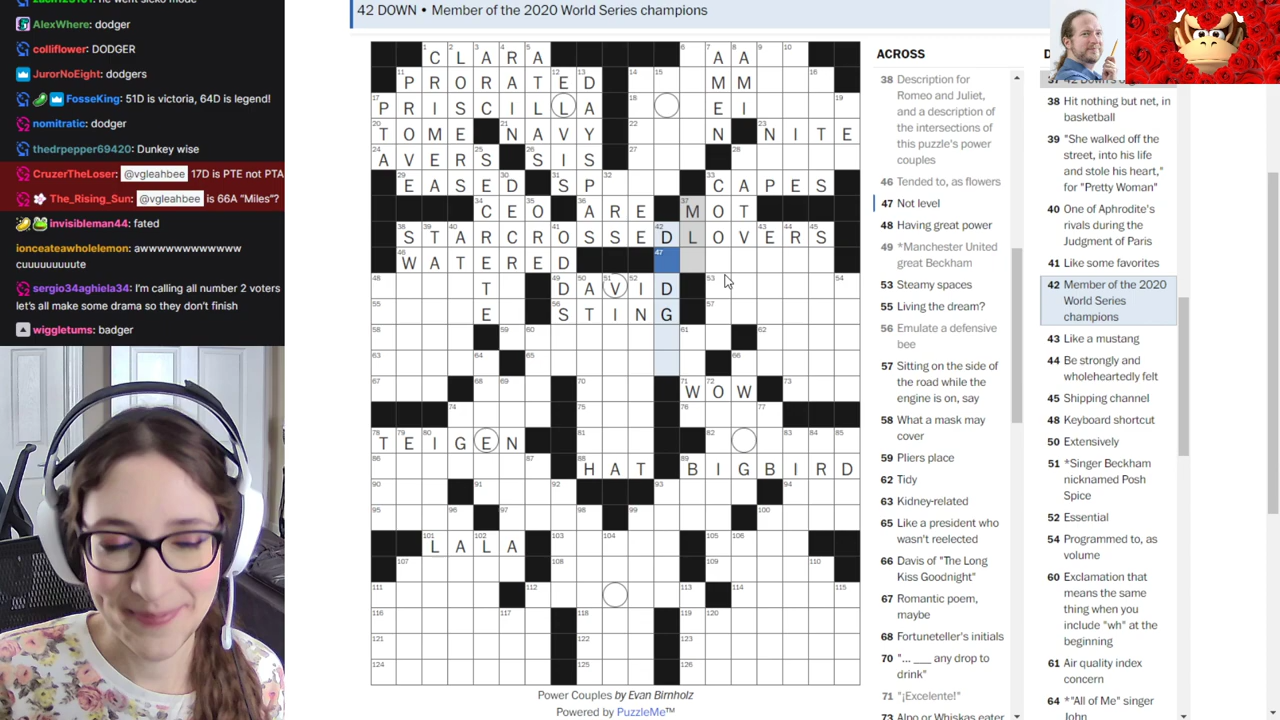 zach123101 he went sicko mode
AlexWhere: dodger
colliflower: DODGER
JurorNoEight: dodgers
FosseKing: 51D is victoria, 64D is legend!
nomitratic: dodger
thedrpepper69420: Dunkey wise
CruzerTheLoser: @vgleahbee 17D is PTE not PTA
The_Rising_Sun: @vgleahbee is 66A "Miles"?
invisibleman44: fated
ionceateawholelemon: awwwwwwwwwww
cuuuuuuuute
sergio34aghiela34: I'm calling all number 2 voters
let's all make some drama so they don't finish
wiggletums: badger
42 DOWN • Member of the 2020 World Series champions
CLARA AA
PRORATED MM
PRISCILLA EI
TOME NAVY N NITE
AVERS SIS
EASED SP CAPES
CEO ARE MOT
STARCROSSEDLOVERS
WATERED
T DAVID
E STING
WOW
TEIGEN
HAT BIGBIRD
LALA
Power Couples by Evan Birnholz
Powered by PuzzleMe™
ACROSS
38 Description for
Romeo and Juliet,
and a description of
the intersections of
this puzzle's power
couples
46 Tended to, as flowers
47 Not level
48 Having great power
49 *Manchester United
great Beckham
53 Steamy spaces
55 Living the dream?
56 Emulate a defensive
bee
57 Sitting on the side of
the road while the
engine is on, say
58 What a mask may
cover
59 Pliers place
62 Tidy
63 Kidney-related
65 Like a president who
wasn't reelected
66 Davis of "The Long
Kiss Goodnight"
67 Romantic poem,
maybe
68 Fortuneteller's initials
70 "... ___ any drop to
drink"
71 "¡Excelente!"
73 Alpo or Whiskas eater
D
38 Hit nothing but net, in
basketball
39 "She walked off the
street, into his life
and stole his heart,"
for "Pretty Woman"
40 One of Aphrodite's
rivals during the
Judgment of Paris
41 Like some favorites
42 Member of the 2020
World Series
champions
43 Like a mustang
44 Be strongly and
wholeheartedly felt
45 Shipping channel
48 Keyboard shortcut
50 Extensively
51 *Singer Beckham
nicknamed Posh
Spice
52 Essential
54 Programmed to, as
volume
60 Exclamation that
means the same
thing when you
include "wh" at the
beginning
61 Air quality index
concern
64 *"All of Me" singer
John